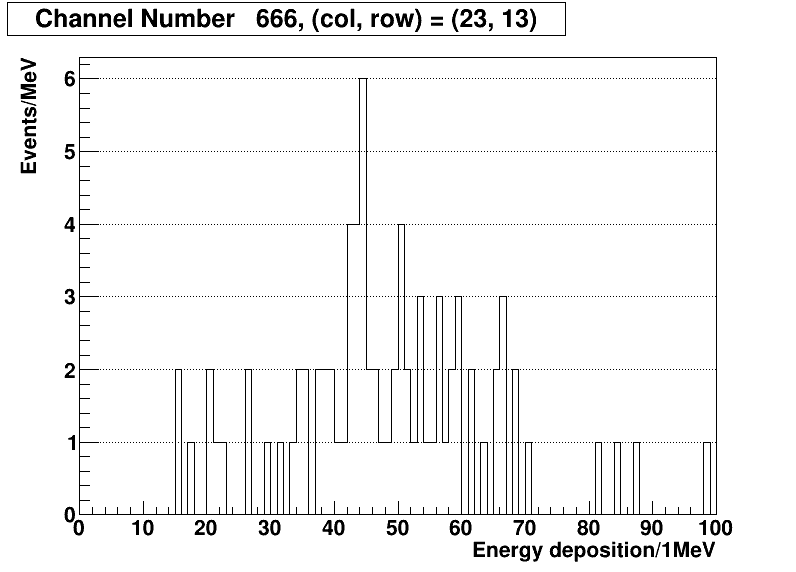 Channel Number 666, (col, row) = (23, 13)
Events/MeV
6
5
4
3
2
1
0
0 10 20 30 40 50 60 70 80 90 100
Energy deposition/1MeV